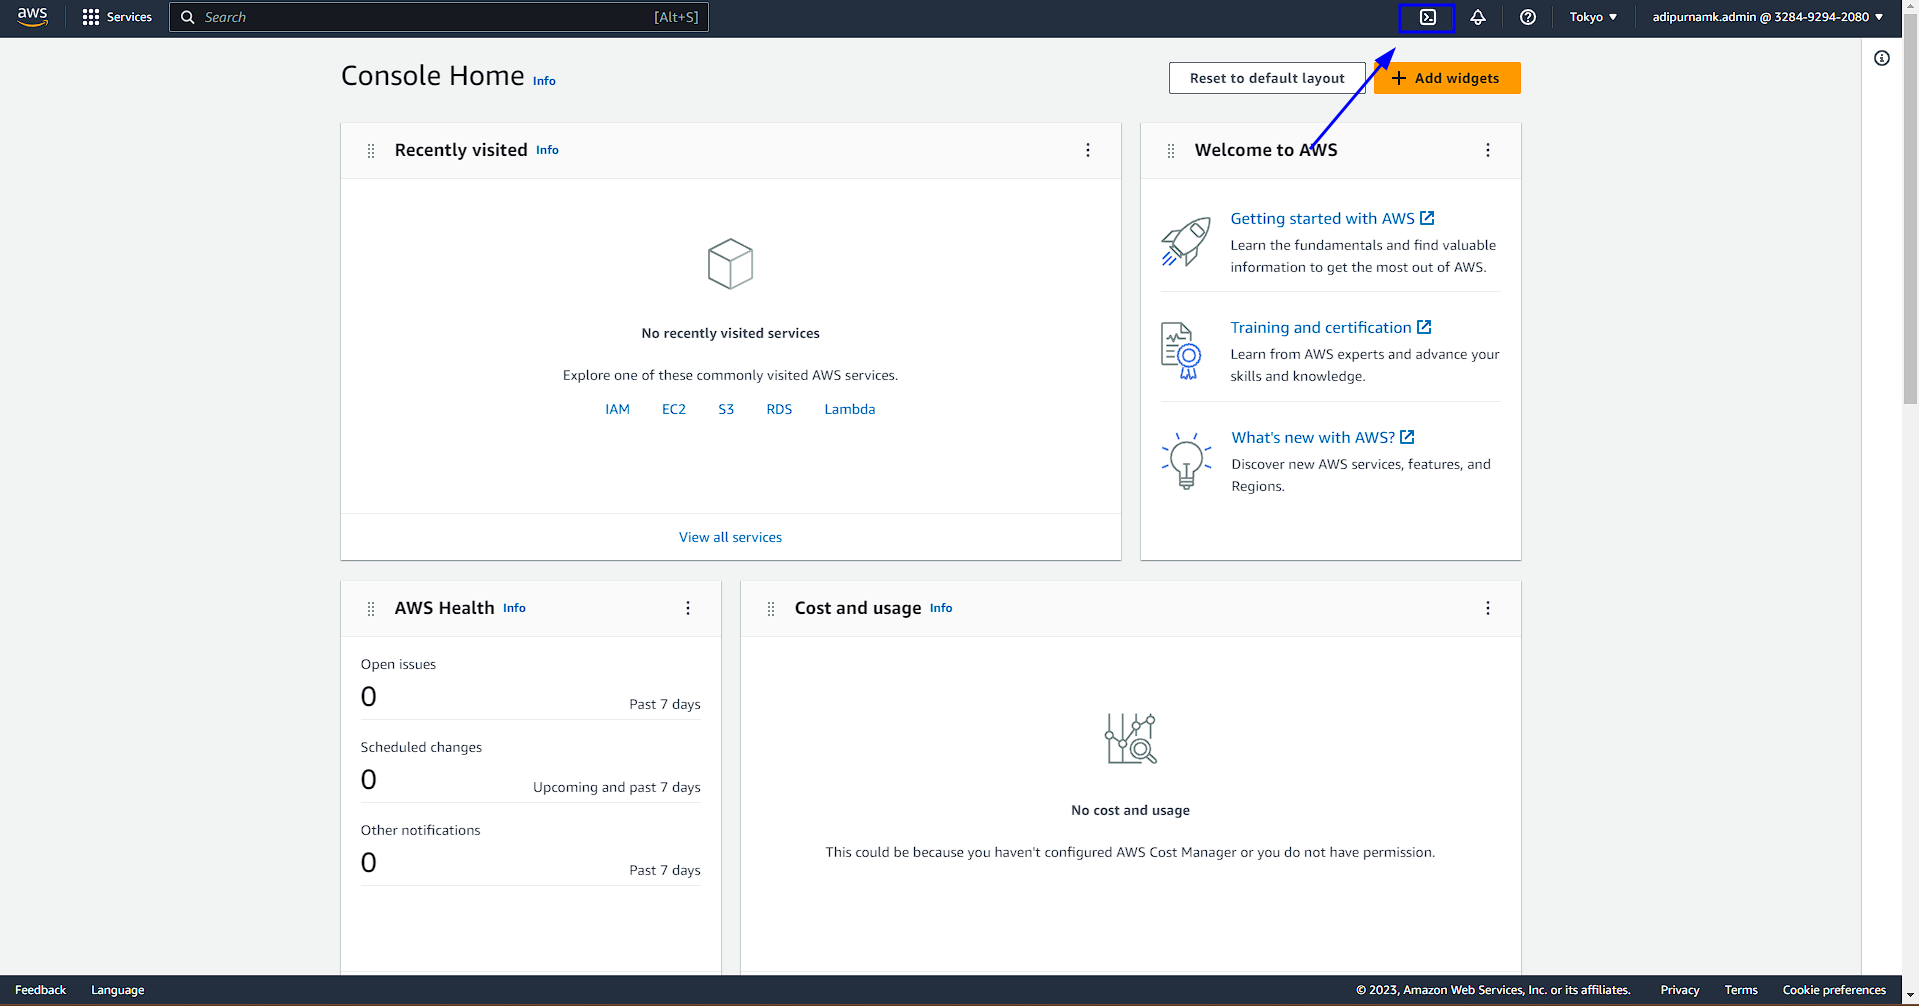 aws Services Search [Alt+S] Tokyo ▼ adipurnamk.admin @ 3284-9294-2080 ▼
Console Home Info
Reset to default layout + Add widgets
Recently visited Info
No recently visited services
Explore one of these commonly visited AWS services.
IAM EC2 S3 RDS Lambda
View all services
Welcome to AWS
Getting started with AWS
Learn the fundamentals and find valuable
information to get the most out of AWS.
Training and certification
Learn from AWS experts and advance your
skills and knowledge.
What's new with AWS?
Discover new AWS services, features, and
Regions.
AWS Health Info
Open issues
0 Past 7 days
Scheduled changes
0 Upcoming and past 7 days
Other notifications
0 Past 7 days
Cost and usage Info
No cost and usage
This could be because you haven't configured AWS Cost Manager or you do not have permission.
Feedback Language © 2023, Amazon Web Services, Inc. or its affiliates. Privacy Terms Cookie preferences